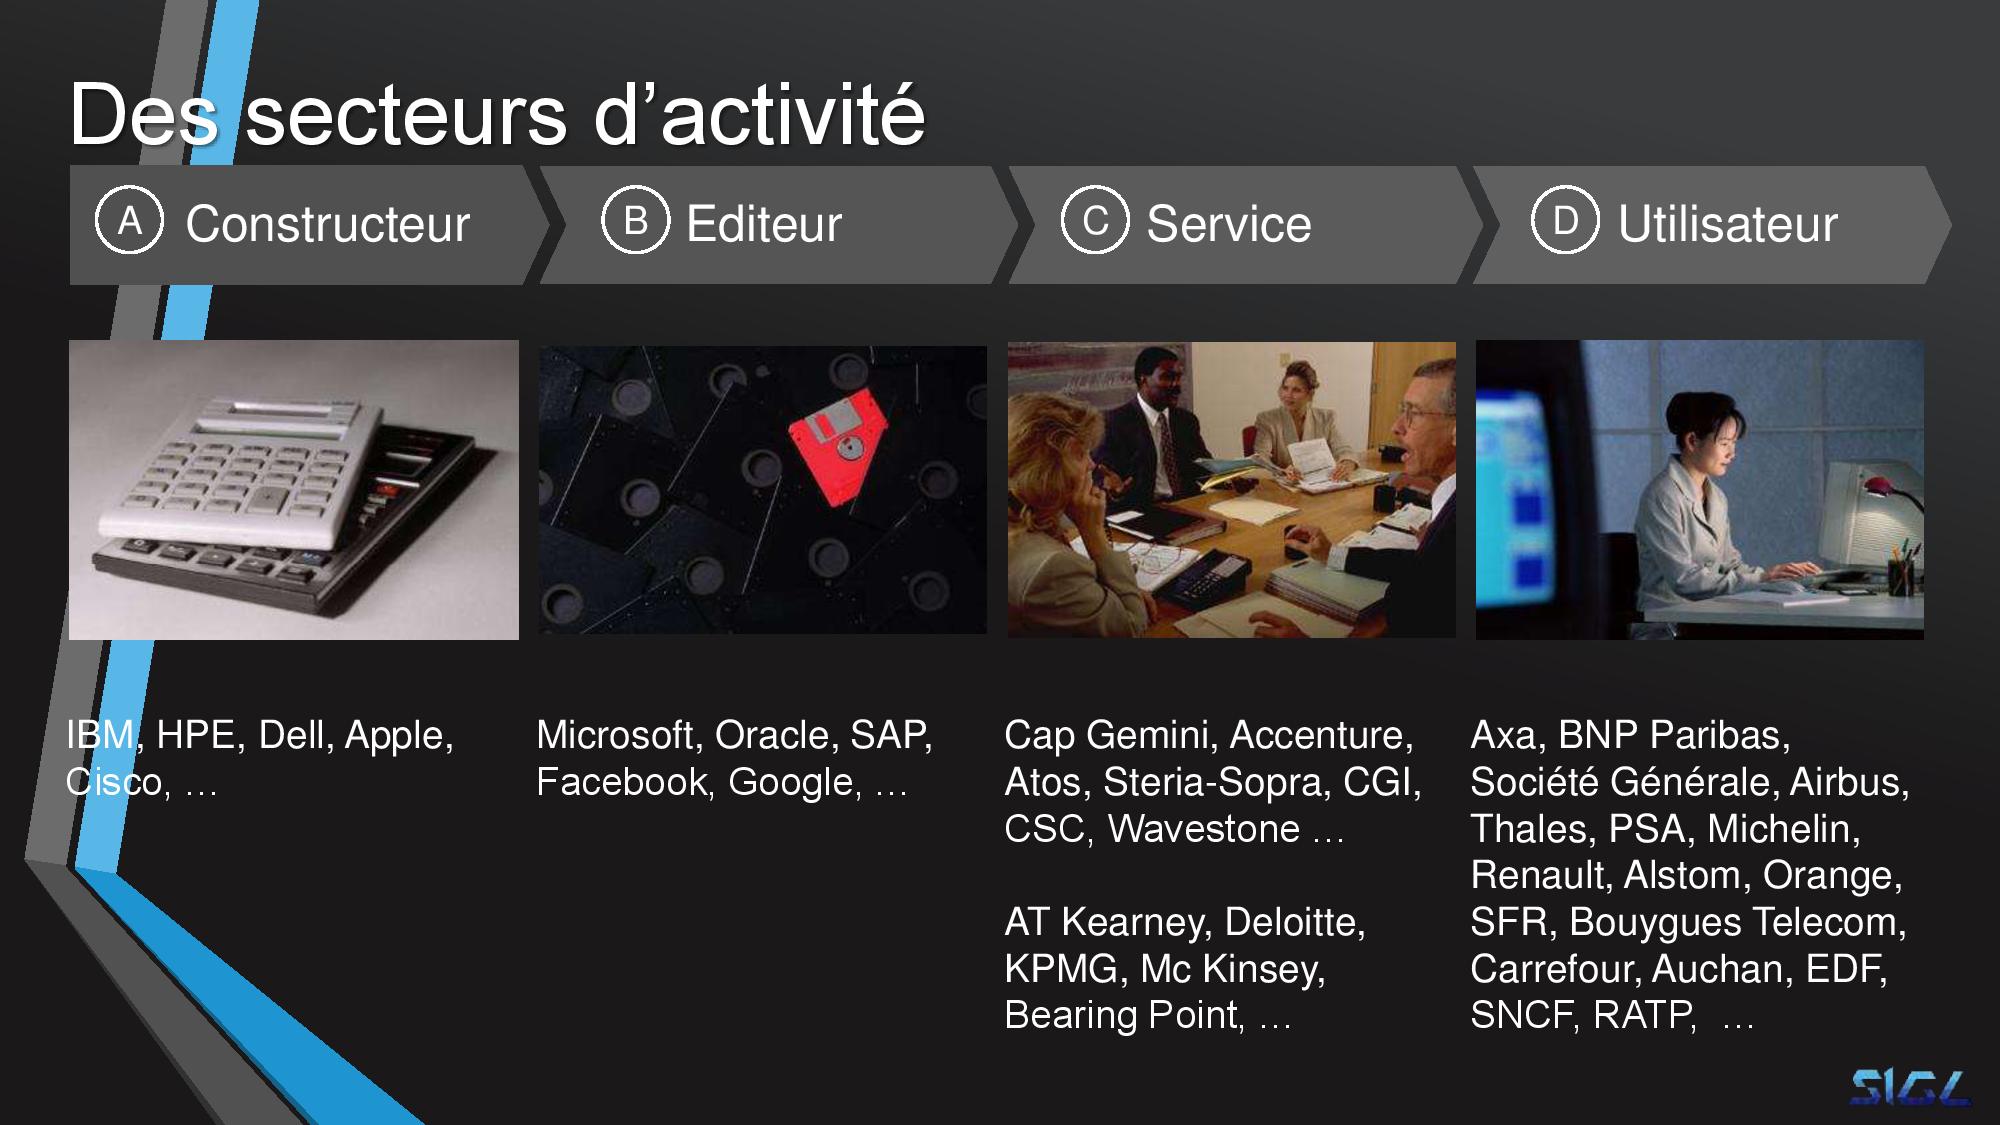 Des secteurs d’activité
A Constructeur
B Editeur
C Service
D Utilisateur
IBM, HPE, Dell, Apple,
Cisco, …
Microsoft, Oracle, SAP,
Facebook, Google, …
Cap Gemini, Accenture,
Atos, Steria-Sopra, CGI,
CSC, Wavestone …
AT Kearney, Deloitte,
KPMG, Mc Kinsey,
Bearing Point, …
Axa, BNP Paribas,
Société Générale, Airbus,
Thales, PSA, Michelin,
Renault, Alstom, Orange,
SFR, Bouygues Telecom,
Carrefour, Auchan, EDF,
SNCF, RATP, …
SIGL